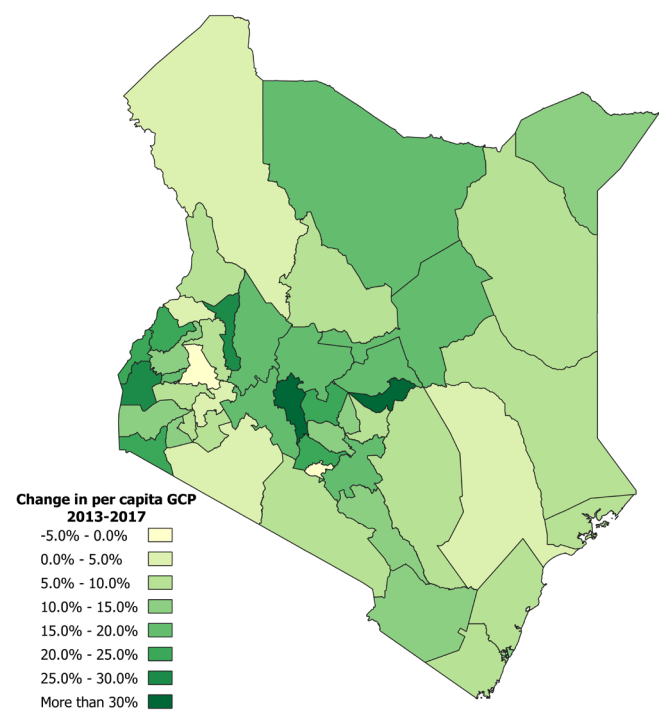 Change in per capita GCP
2013-2017
-5.0% - 0.0%
0.0% - 5.0%
5.0% - 10.0%
10.0% - 15.0%
15.0% - 20.0%
20.0% - 25.0%
25.0% - 30.0%
More than 30%